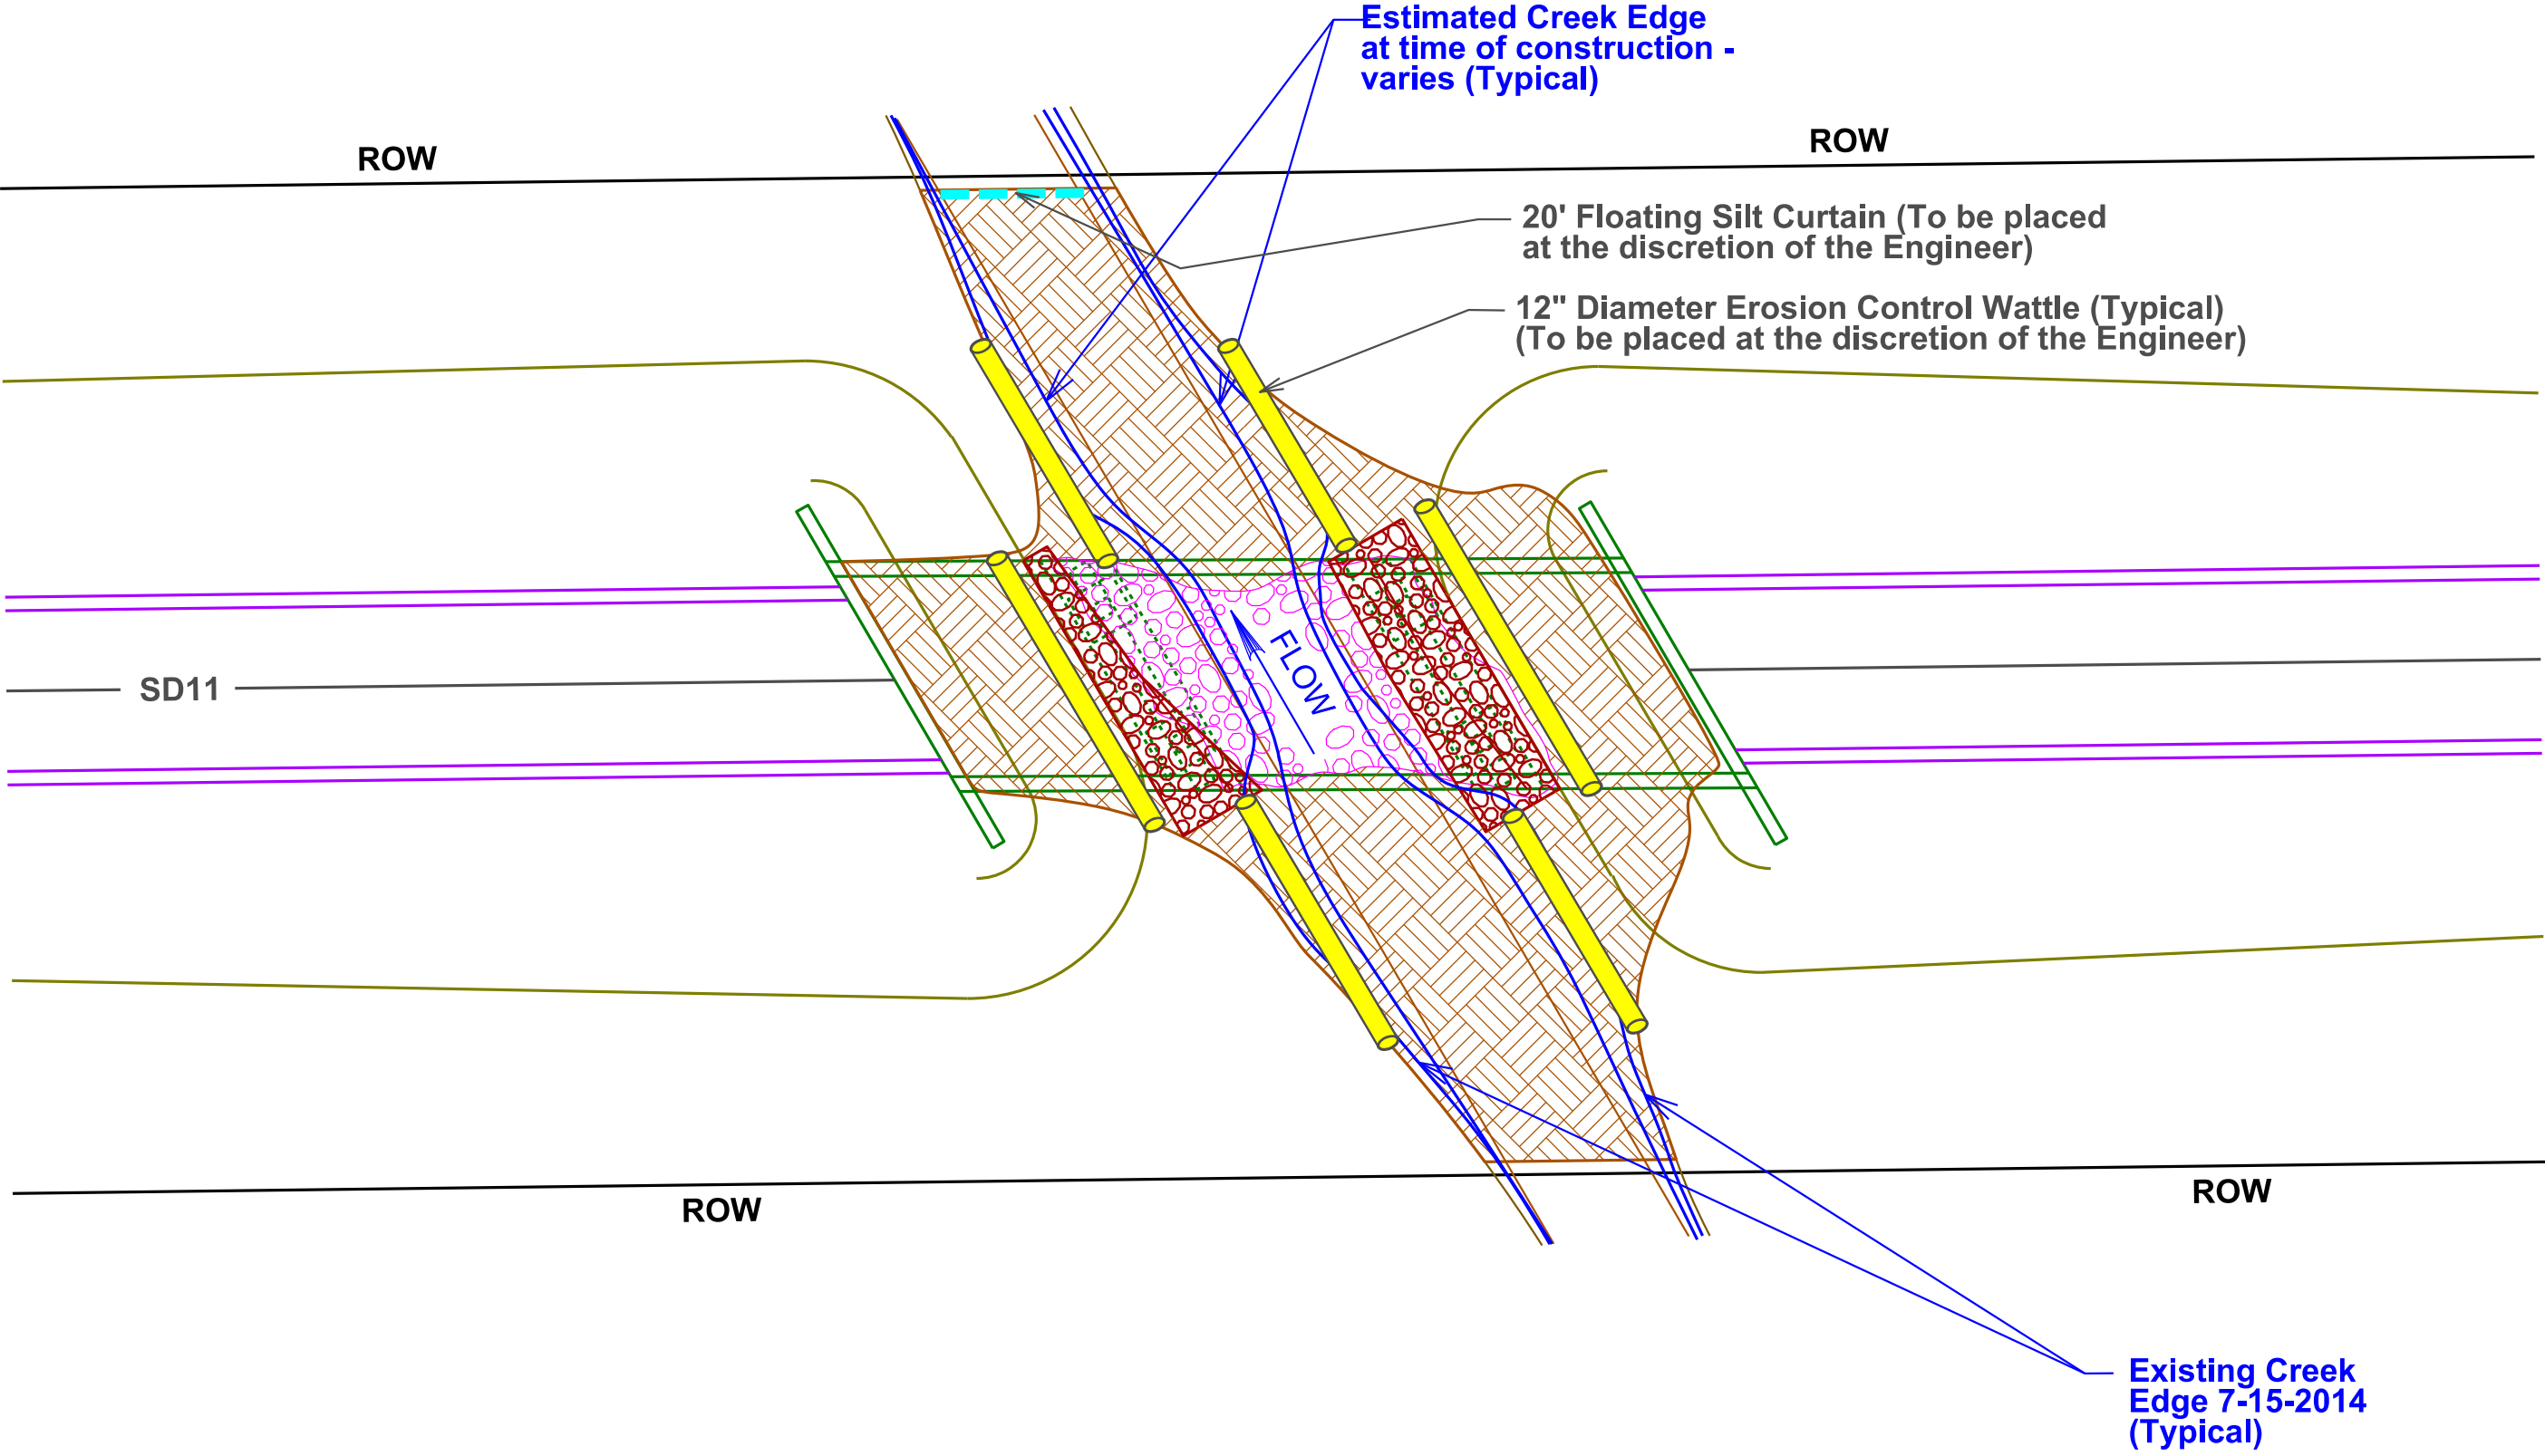 Estimated Creek Edge
at time of construction -
varies (Typical)
ROW
ROW
20' Floating Silt Curtain (To be placed
at the discretion of the Engineer)
12" Diameter Erosion Control Wattle (Typical)
(To be placed at the discretion of the Engineer)
FLOW
SD11
ROW
ROW
Existing Creek
Edge 7-15-2014
(Typical)